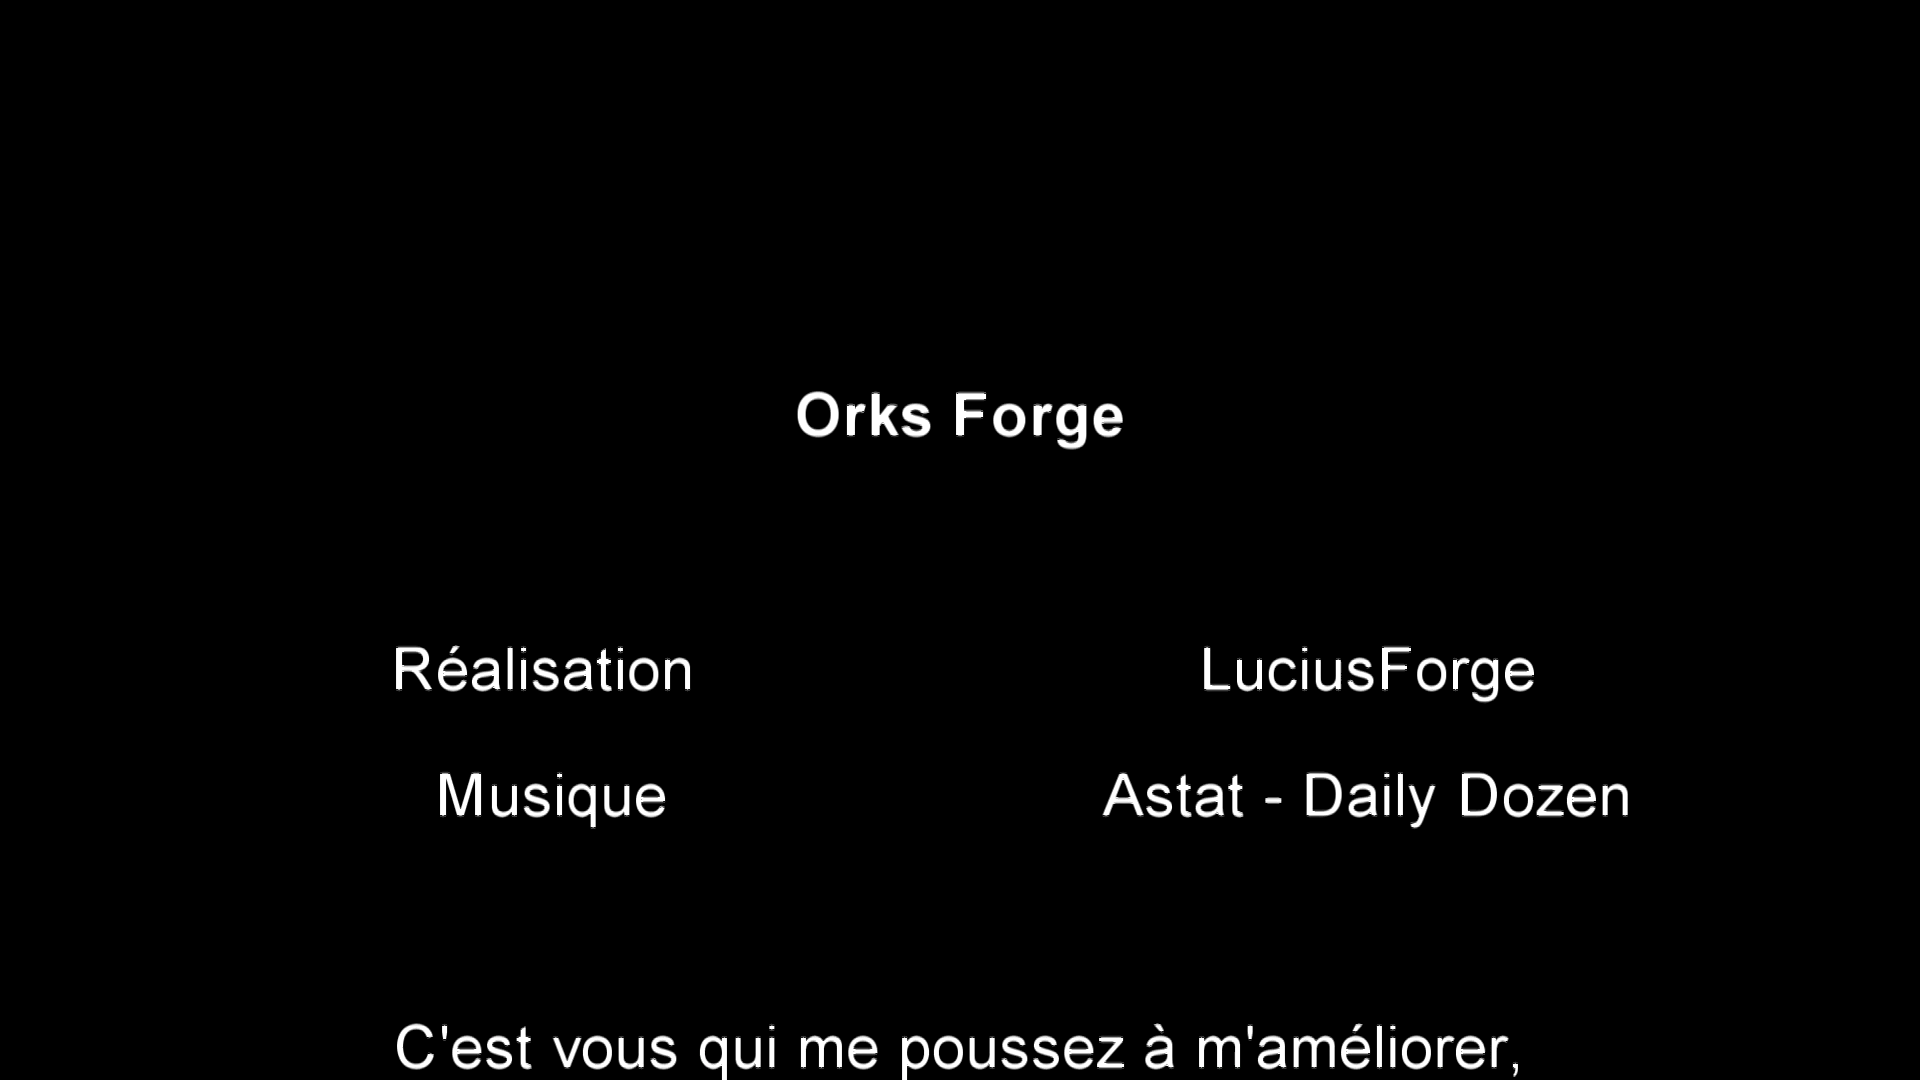 Orks Forge
Réalisation LuciusForge
Musique Astat - Daily Dozen
C'est vous qui me poussez à m'améliorer,